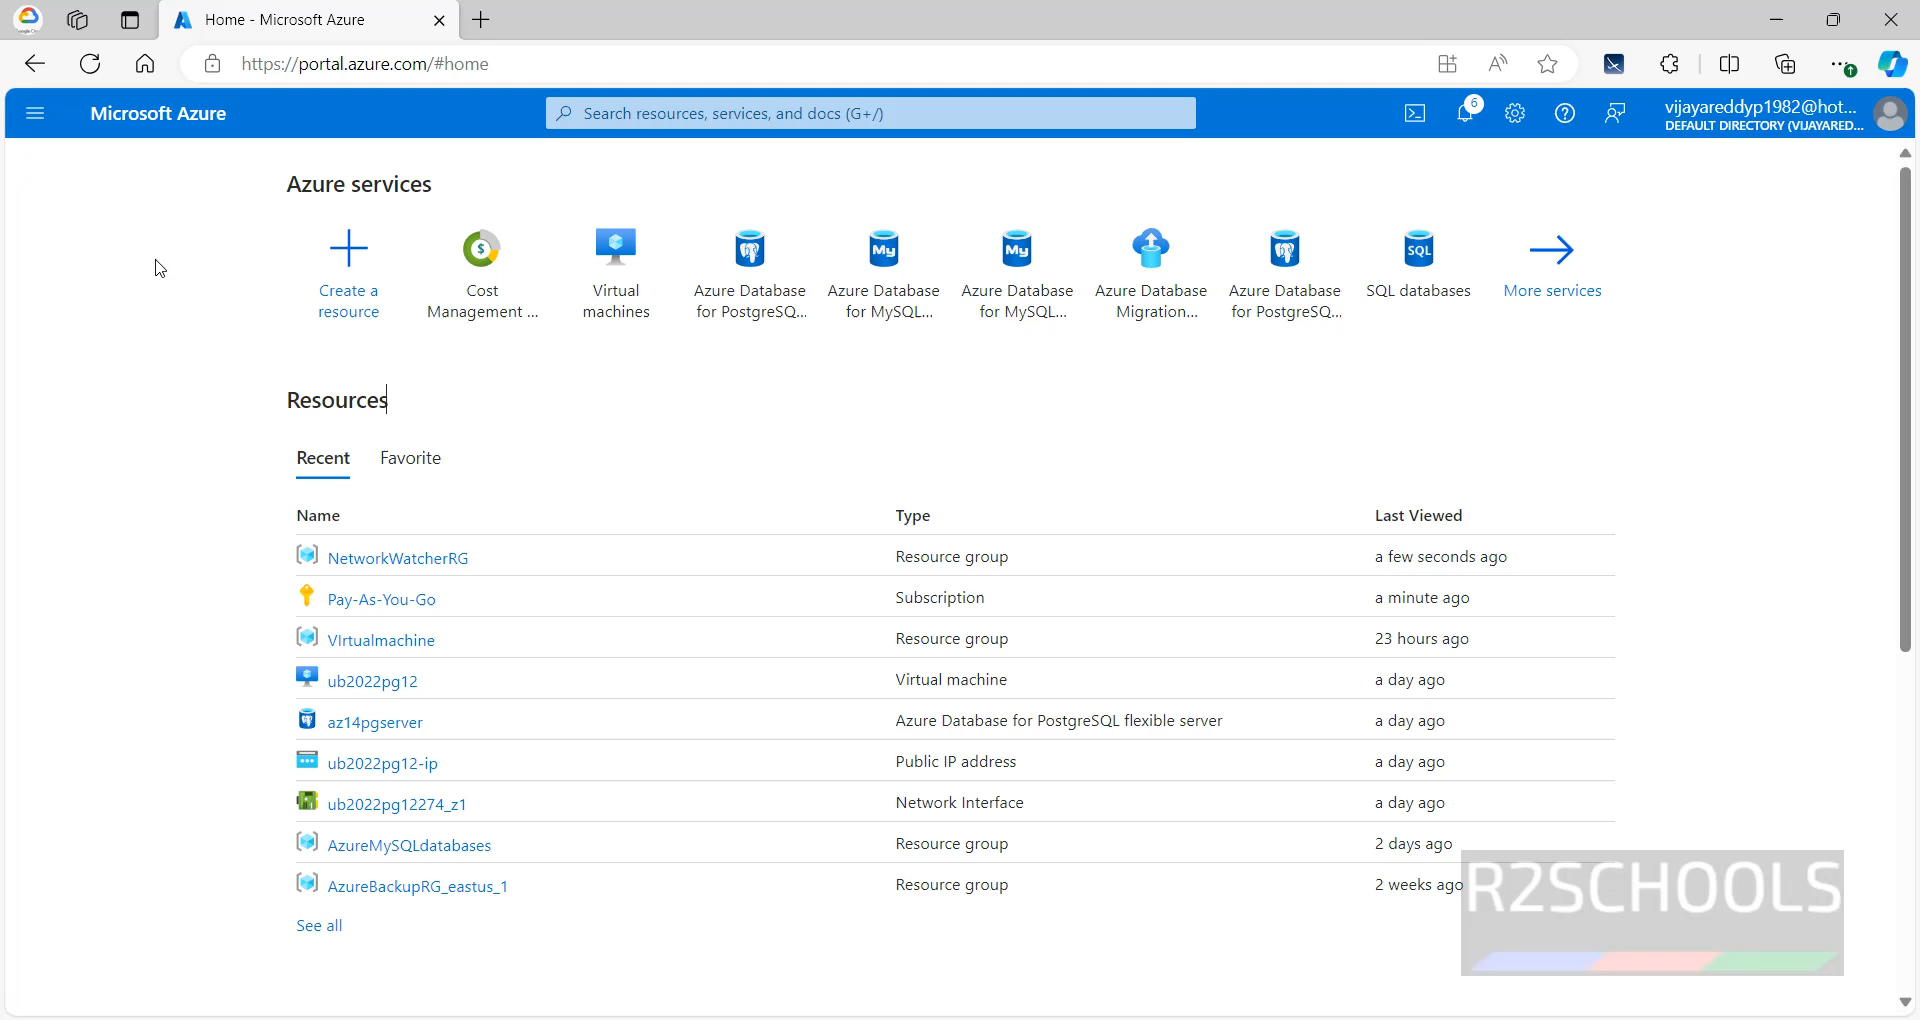 Home - Microsoft Azure
https://portal.azure.com/#home
Microsoft Azure
Search resources, services, and docs (G+/)
6
vijayareddyp1982@hot...
DEFAULT DIRECTORY (VIJAYARED...
Azure services
Create a resource
Cost Management ...
Virtual machines
Azure Database for PostgreSQ...
Azure Database for MySQL...
Azure Database for MySQL...
Azure Database Migration...
Azure Database for PostgreSQ...
SQL databases
More services
My
My
SQL
Resources
Recent Favorite
Name Type Last Viewed
NetworkWatcherRG Resource group a few seconds ago
Pay-As-You-Go Subscription a minute ago
VIrtualmachine Resource group 23 hours ago
ub2022pg12 Virtual machine a day ago
az14pgserver Azure Database for PostgreSQL flexible server a day ago
ub2022pg12-ip Public IP address a day ago
ub2022pg12274_z1 Network Interface a day ago
AzureMySQLdatabases Resource group 2 days ago
AzureBackupRG_eastus_1 Resource group 2 weeks ago
See all
R2SCHOOLS